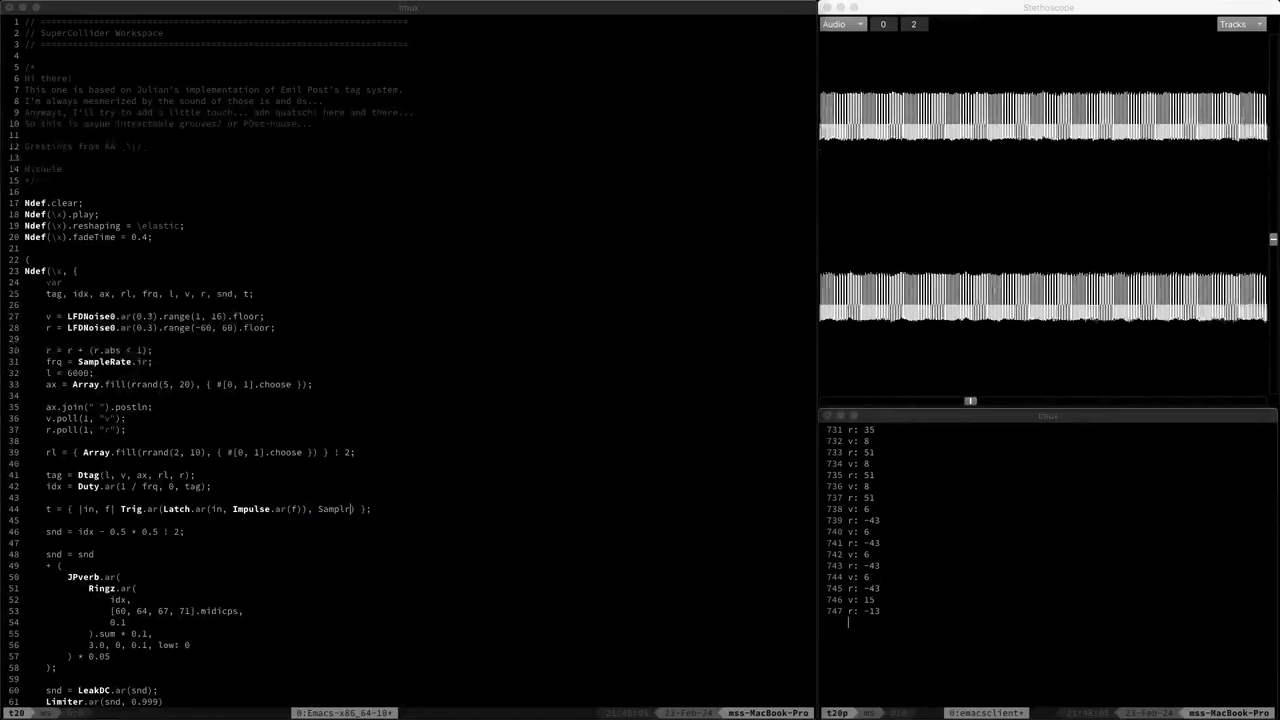 tmux
1 // =====================================================================
2 // SuperCollider Workspace
3 // =====================================================================
4
5 /*
6 Hi there!
7 This one is based on Julian's implementation of Emil Post's tag system.
8 I'm always mesmerized by the sound of those 1s and 0s...
9 Anyways, I'll try to add a little touch... adn quatsch! here and there...
10 So this is maybe intractable grooves? or POst-house...
11
12 Greetings from KA
13
14 Michele
15 */
16
17 Ndef.clear;
18 Ndef(\x).play;
19 Ndef(\x).reshaping = \elastic;
20 Ndef(\x).fadeTime = 0.4;
21
22 (
23 Ndef(\x, {
24 var
25 tag, idx, ax, rl, frq, l, v, r, snd, t;
26
27 v = LFDNoise0.ar(0.3).range(1, 16).floor;
28 r = LFDNoise0.ar(0.3).range(-60, 60).floor;
29
30 r = r + (r.abs < 1);
31 frq = SampleRate.ir;
32 l = 6000;
33 ax = Array.fill(rrand(5, 20), { #[0, 1].choose });
34
35 ax.join(" ").postln;
36 v.poll(1, "v");
37 r.poll(1, "r");
38
39 rl = { Array.fill(rrand(2, 10), { #[0, 1].choose }) } ! 2;
40
41 tag = Dtag(l, v, ax, rl, r);
42 idx = Duty.ar(1 / frq, 0, tag);
43
44 t = { |in, f| Trig.ar(Latch.ar(in, Impulse.ar(f)), Samplr) };
45
46 snd = idx - 0.5 * 0.5 ! 2;
47
48 snd = snd
49 + {
50 JPverb.ar(
51 Ringz.ar(
52 idx,
53 [60, 64, 67, 71].midicps,
54 0.1
55 ).sum * 0.1,
56 3.0, 0, 0.1, low: 0
57 ) * 0.05
58 };
59
60 snd = LeakDC.ar(snd);
61 Limiter.ar(snd, 0.999)
t20 ms 0:0 0:Emacs-x86_64-10* 23-Feb-24 mss-MacBook-Pro
Stethoscope
Audio 0 2 Tracks
tmux
731 r: 35
732 v: 8
733 r: 51
734 v: 8
735 r: 51
736 v: 8
737 r: 51
738 v: 6
739 r: -43
740 v: 6
741 r: -43
742 v: 6
743 r: -43
744 v: 6
745 r: -43
746 v: 15
747 r: -13
t20p ms 0:0 0:emacsclient* 23-Feb-24 mss-MacBook-Pro